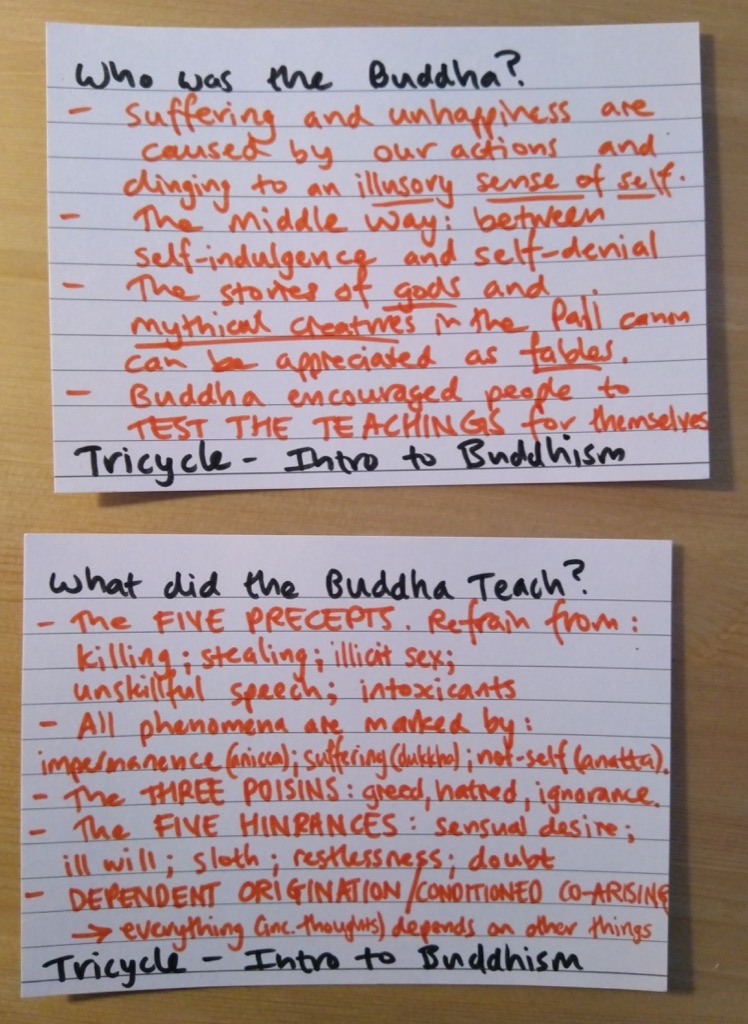 Who was the Buddha?
- Suffering and unhappiness are
caused by our actions and
clinging to an illusory sense of self.
- The Middle Way: between
self-indulgence and self-denial
- The stories of gods and
mythical creatures in the Pali canon
can be appreciated as fables.
- Buddha encouraged people to
TEST THE TEACHINGS for themselves
Tricycle - Intro to Buddhism
What did the Buddha Teach?
- The FIVE PRECEPTS. Refrain from:
killing; stealing; illicit sex;
unskillful speech; intoxicants
- All phenomena are marked by:
impermanence (anicca); suffering (dukkha); not-self (anatta).
- The THREE POISINS: greed, hatred, ignorance.
- The FIVE HINRANCES: sensual desire;
ill will; sloth; restlessness; doubt
- DEPENDENT ORIGINATION/CONDITIONED CO-ARISING
→ everything (inc. thoughts) depends on other things
Tricycle - Intro to Buddhism